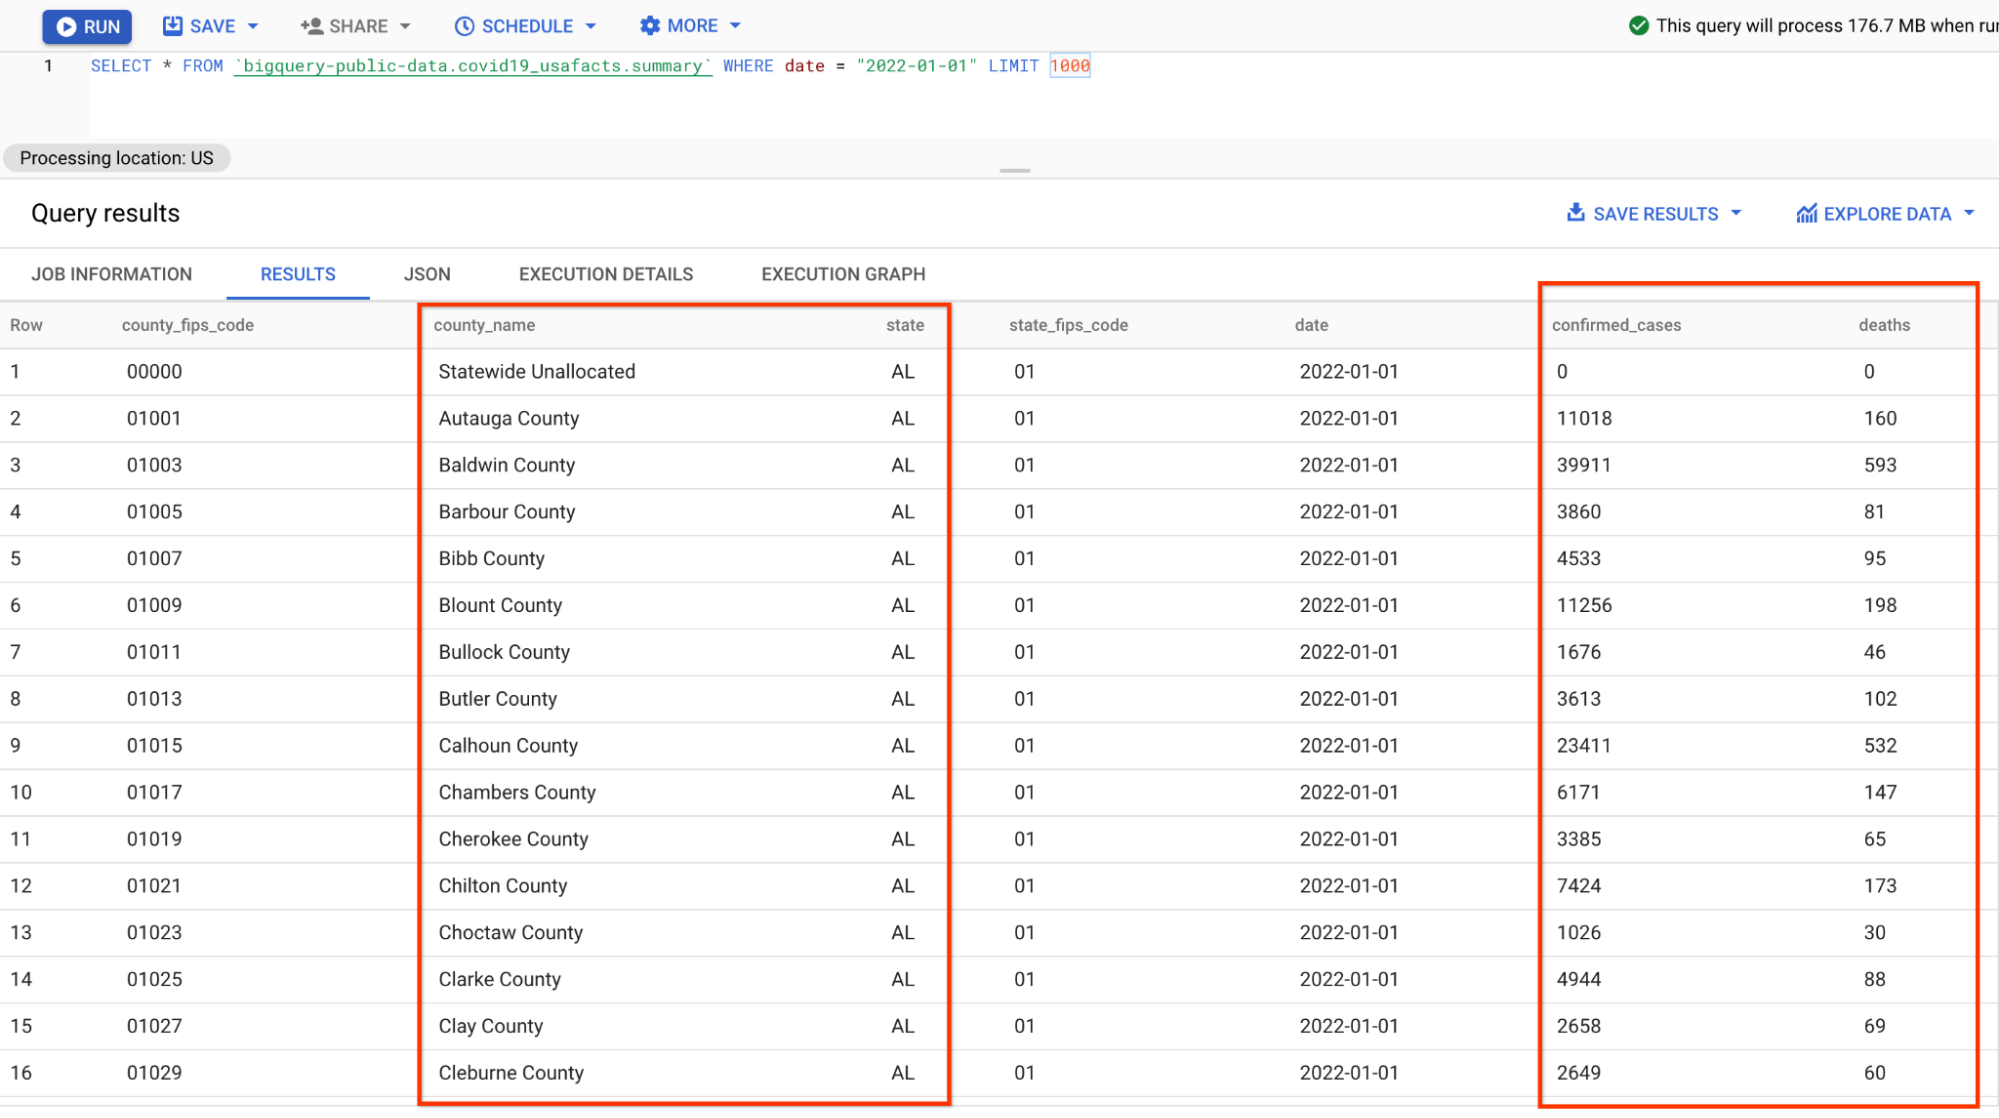 RUN SAVE SHARE SCHEDULE MORE This query will process 176.7 MB when
1 SELECT * FROM `bigquery-public-data.covid19_usafacts.summary` WHERE date = "2022-01-01" LIMIT 1000
Processing location: US
Query results SAVE RESULTS EXPLORE DATA
JOB INFORMATION RESULTS JSON EXECUTION DETAILS EXECUTION GRAPH
Row county_fips_code county_name state state_fips_code date confirmed_cases deaths
1 00000 Statewide Unallocated AL 01 2022-01-01 0 0
2 01001 Autauga County AL 01 2022-01-01 11018 160
3 01003 Baldwin County AL 01 2022-01-01 39911 593
4 01005 Barbour County AL 01 2022-01-01 3860 81
5 01007 Bibb County AL 01 2022-01-01 4533 95
6 01009 Blount County AL 01 2022-01-01 11256 198
7 01011 Bullock County AL 01 2022-01-01 1676 46
8 01013 Butler County AL 01 2022-01-01 3613 102
9 01015 Calhoun County AL 01 2022-01-01 23411 532
10 01017 Chambers County AL 01 2022-01-01 6171 147
11 01019 Cherokee County AL 01 2022-01-01 3385 65
12 01021 Chilton County AL 01 2022-01-01 7424 173
13 01023 Choctaw County AL 01 2022-01-01 1026 30
14 01025 Clarke County AL 01 2022-01-01 4944 88
15 01027 Clay County AL 01 2022-01-01 2658 69
16 01029 Cleburne County AL 01 2022-01-01 2649 60